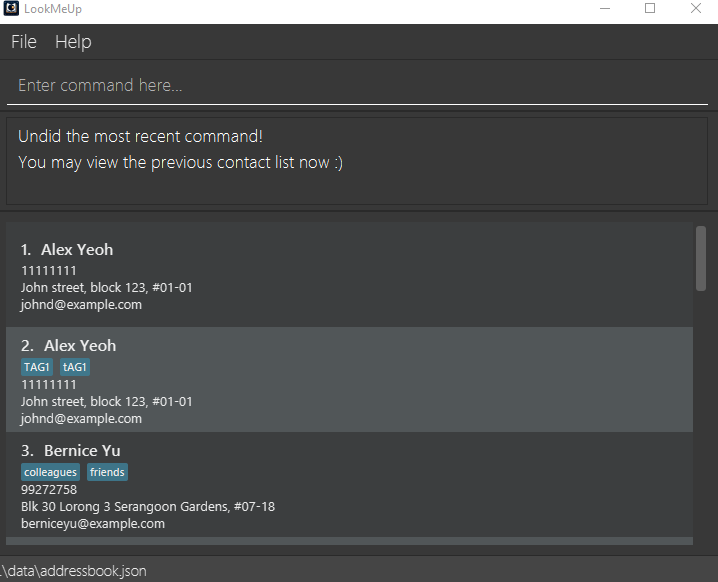 LookMeUp
File Help
Enter command here...
Undid the most recent command!
You may view the previous contact list now :)
1. Alex Yeoh
11111111
John street, block 123, #01-01
johnd@example.com
2. Alex Yeoh
TAG1 tAG1
11111111
John street, block 123, #01-01
johnd@example.com
3. Bernice Yu
colleagues friends
99272758
Blk 30 Lorong 3 Serangoon Gardens, #07-18
berniceyu@example.com
.\data\addressbook.json